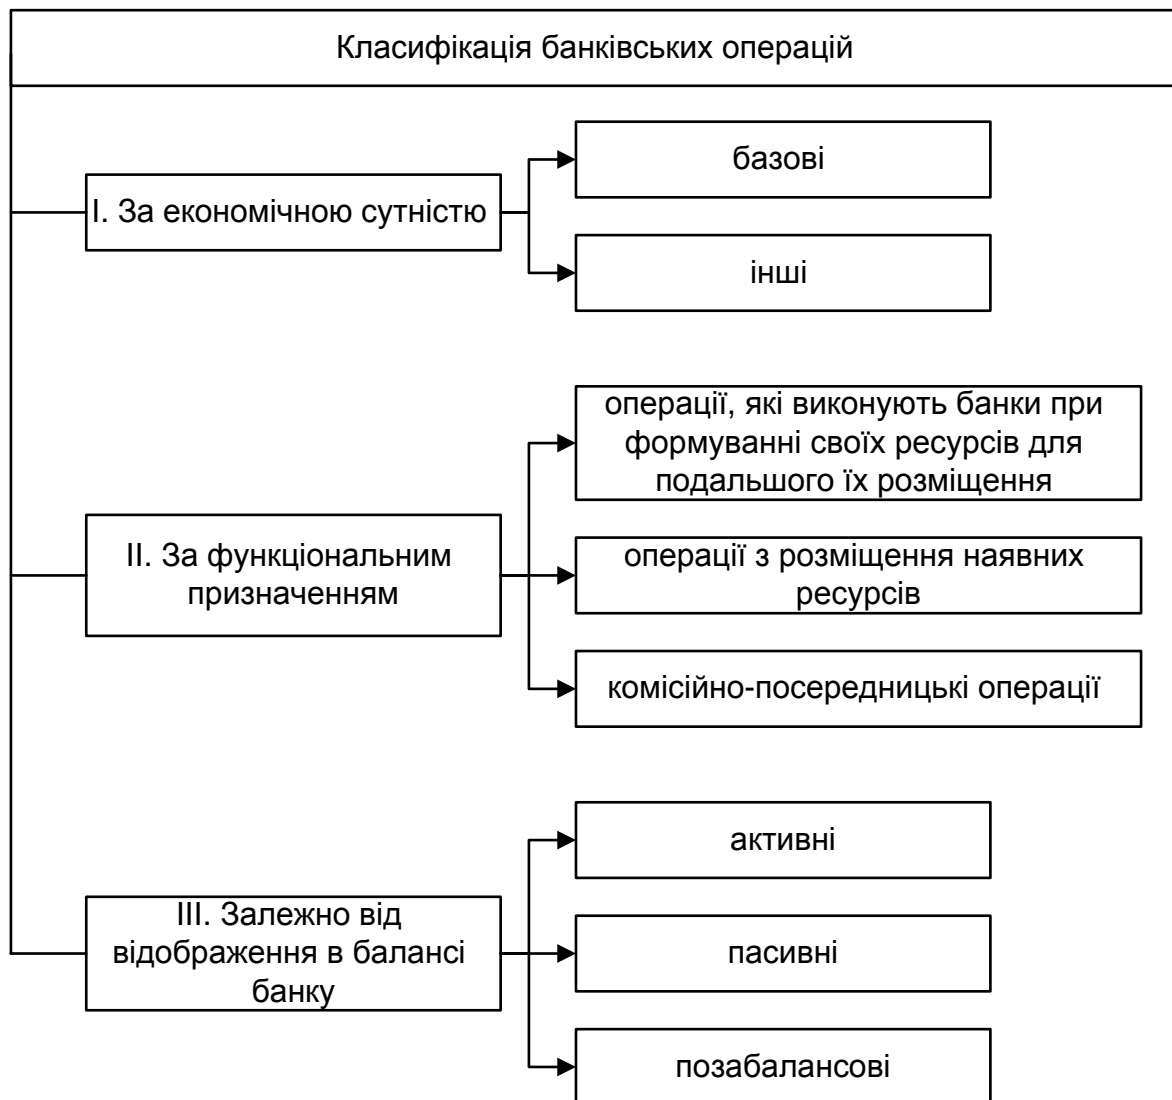 Класифікація банківських операцій
І. За економічною сутністю
базові
інші
ІІ. За функціональним
призначенням
операції, які виконують банки при
формуванні своїх ресурсів для
подальшого їх розміщення
операції з розміщення наявних
ресурсів
комісійно-посередницькі операції
ІІІ. Залежно від
відображення в балансі
банку
активні
пасивні
позабалансові